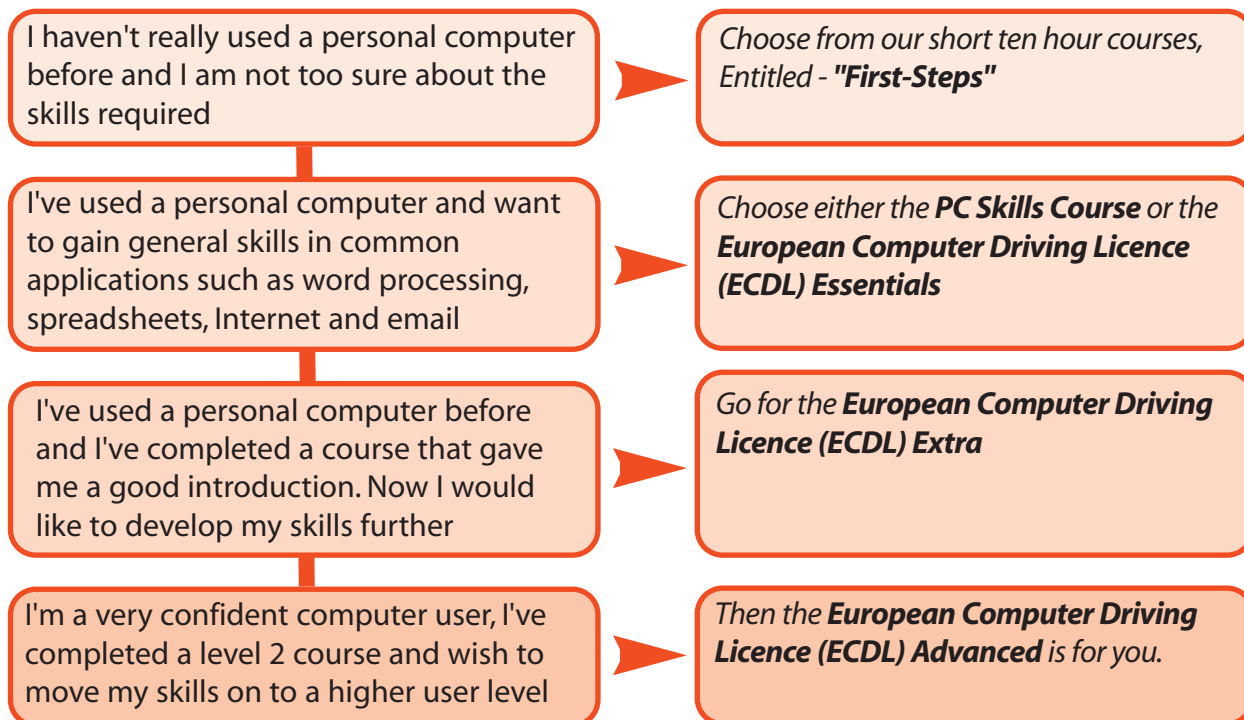 I haven't really used a personal computer
before and I am not too sure about the
skills required
Choose from our short ten hour courses,
Entitled - "First-Steps"
I've used a personal computer and want
to gain general skills in common
applications such as word processing,
spreadsheets, Internet and email
Choose either the PC Skills Course or the
European Computer Driving Licence
(ECDL) Essentials
I've used a personal computer before
and I've completed a course that gave
me a good introduction. Now I would
like to develop my skills further
Go for the European Computer Driving
Licence (ECDL) Extra
I'm a very confident computer user, I've
completed a level 2 course and wish to
move my skills on to a higher user level
Then the European Computer Driving
Licence (ECDL) Advanced is for you.